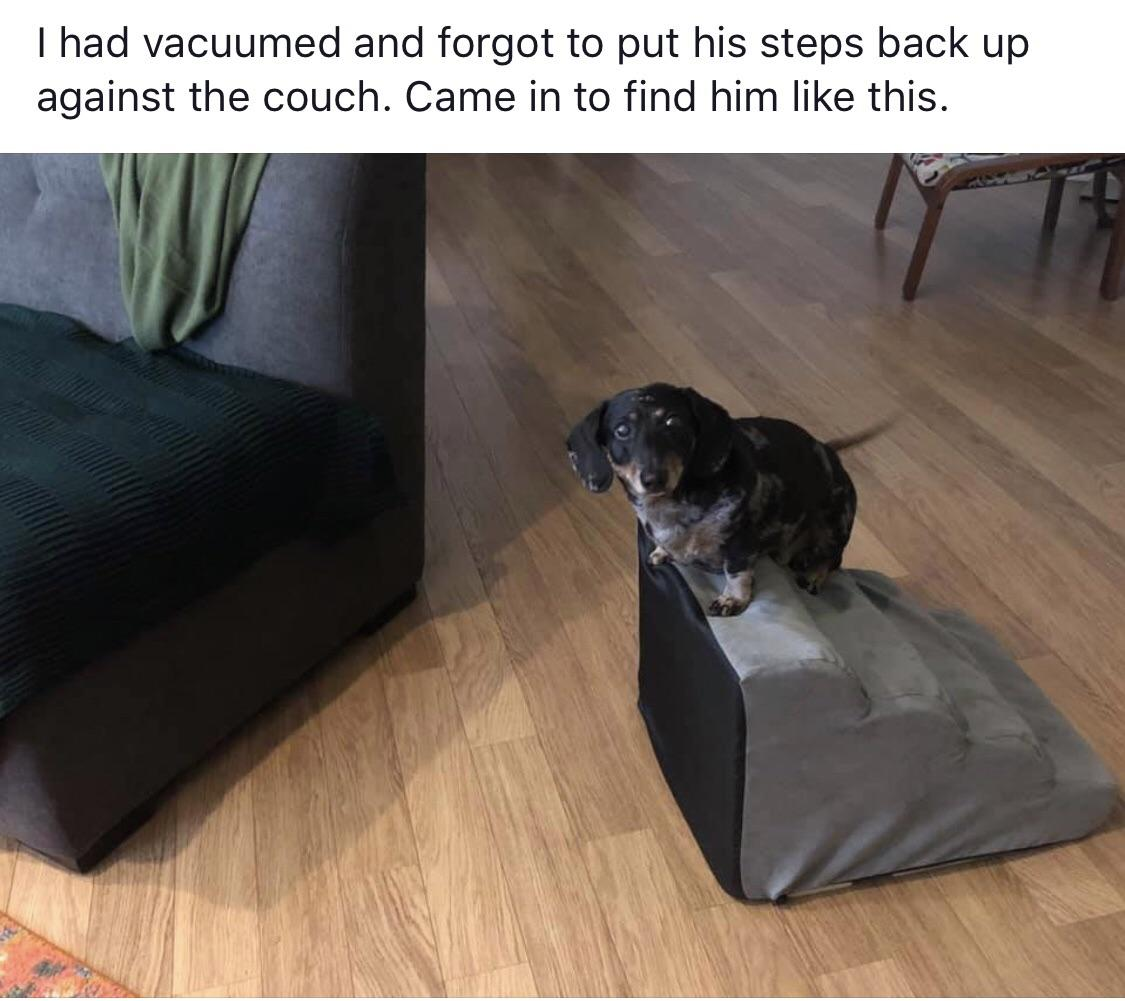 I had vacuumed and forgot to put his steps back up
against the couch. Came in to find him like this.